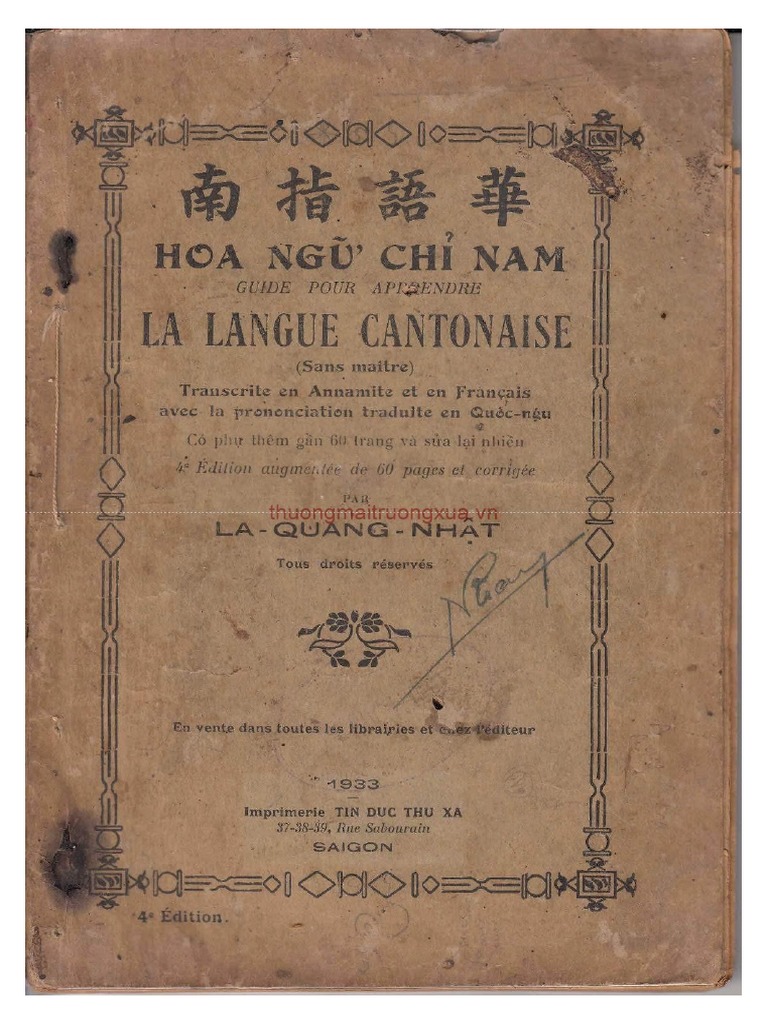 華語指南
HOA NGỮ CHỈ NAM
GUIDE POUR APPRENDRE
LA LANGUE CANTONAISE
(Sans maitre)
Transcrite en Annamite et en Français
avec la prononciation traduite en Quốc-ngu
Có phụ thêm gần 60 trang và sửa lại nhiều
4e Édition augmentée de 60 pages et corrigée
PAR
thuongmaitruongxua.vn
LA-QUANG-NHẬT
Tous droits réservés
En vente dans toutes les librairies et chez l'éditeur
1933
Imprimerie TIN DUC THU XA
37-38-39, Rue Sabourain
SAIGON
4e Édition.